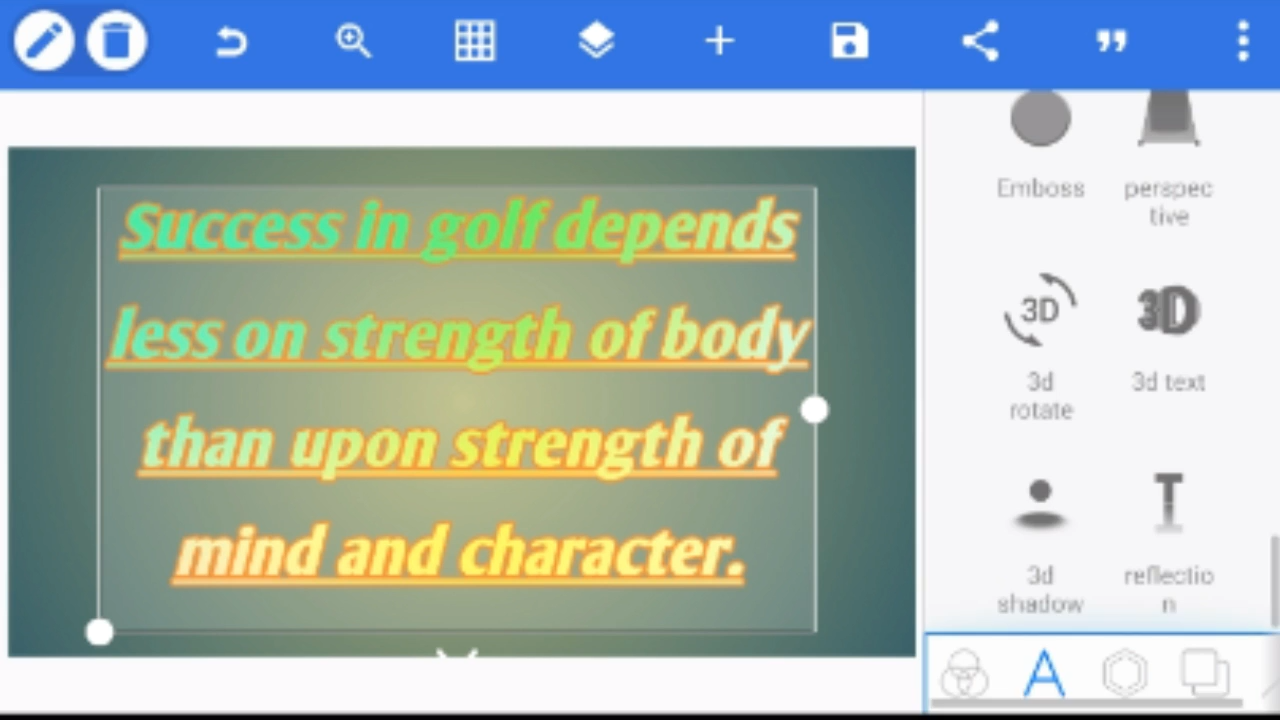 Emboss
perspec
tive
Success in golf depends
less on strength of body
than upon strength of
mind and character.
3D
3d
rotate
3D
3d text
3d
shadow
T
reflectio
n
A